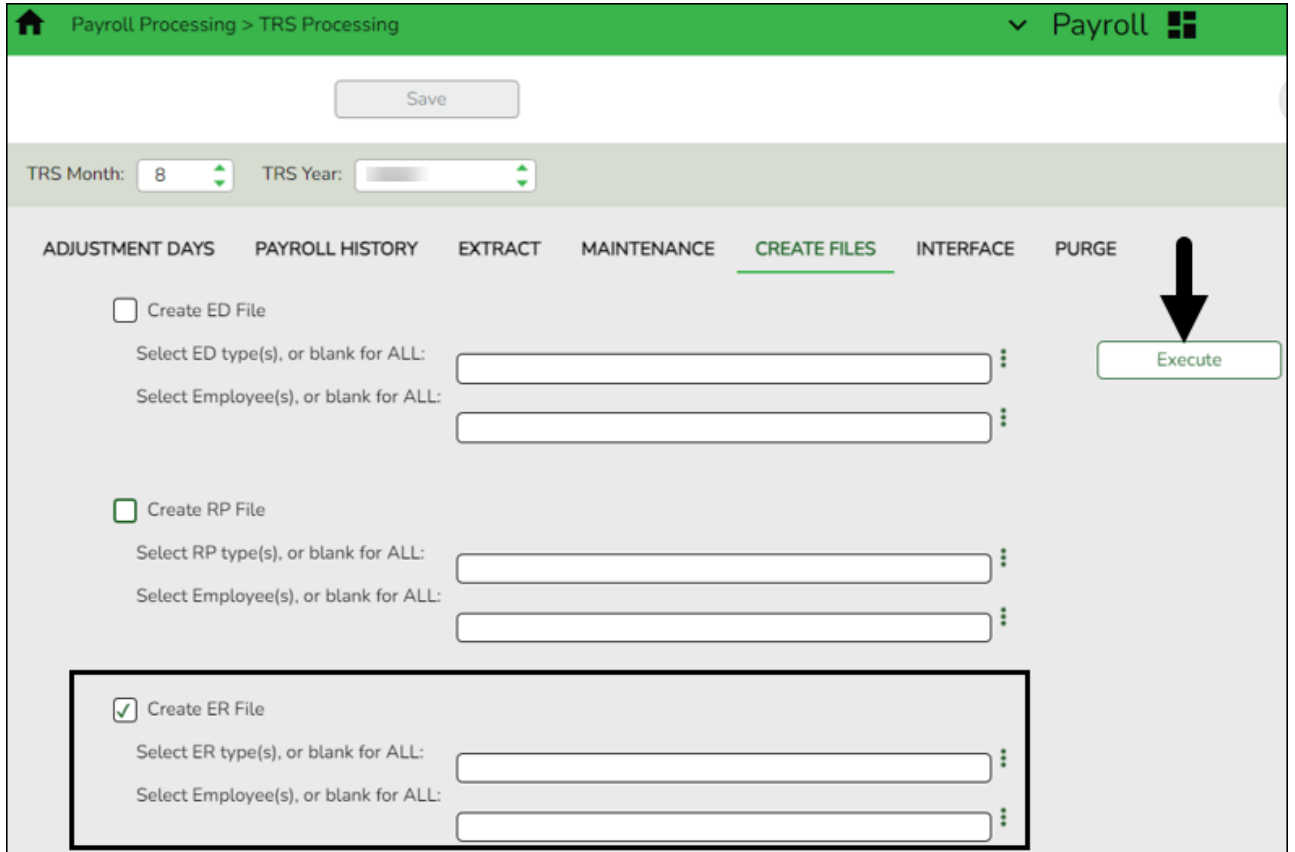 Payroll Processing > TRS Processing
Payroll
Save
TRS Month: 8 TRS Year:
ADJUSTMENT DAYS PAYROLL HISTORY EXTRACT MAINTENANCE CREATE FILES INTERFACE PURGE
Create ED File
Select ED type(s), or blank for ALL:
Execute
Select Employee(s), or blank for ALL:
Create RP File
Select RP type(s), or blank for ALL:
Select Employee(s), or blank for ALL:
Create ER File
Select ER type(s), or blank for ALL:
Select Employee(s), or blank for ALL: